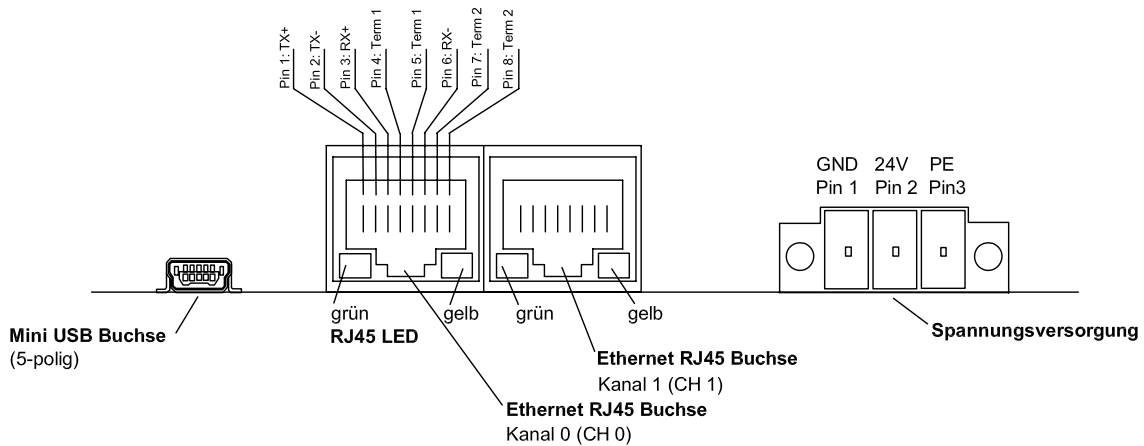 Pin 1: TX+
Pin 2: TX-
Pin 3: RX+
Pin 4: Term 1
Pin 5: Term 1
Pin 6: RX-
Pin 7: Term 2
Pin 8: Term 2
GND 24V PE
Pin 1 Pin 2 Pin3
grün gelb grün gelb
RJ45 LED
Mini USB Buchse
(5-polig)
Spannungsversorgung
Ethernet RJ45 Buchse
Kanal 1 (CH 1)
Ethernet RJ45 Buchse
Kanal 0 (CH 0)